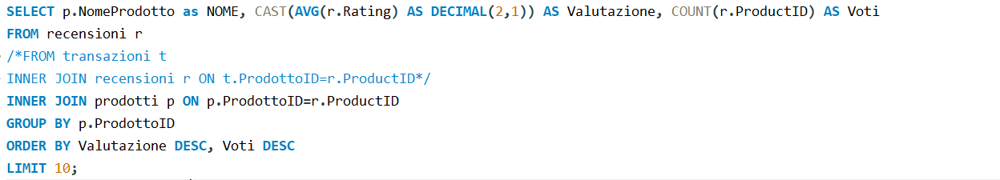 SELECT p.NomeProdotto as NOME, CAST(AVG(r.Rating) AS DECIMAL(2,1)) AS Valutazione, COUNT(r.ProductID) AS Voti
FROM recensioni r
/*FROM transazioni t
INNER JOIN recensioni r ON t.ProdottoID=r.ProductID*/
INNER JOIN prodotti p ON p.ProdottoID=r.ProductID
GROUP BY p.ProdottoID
ORDER BY Valutazione DESC, Voti DESC
LIMIT 10;